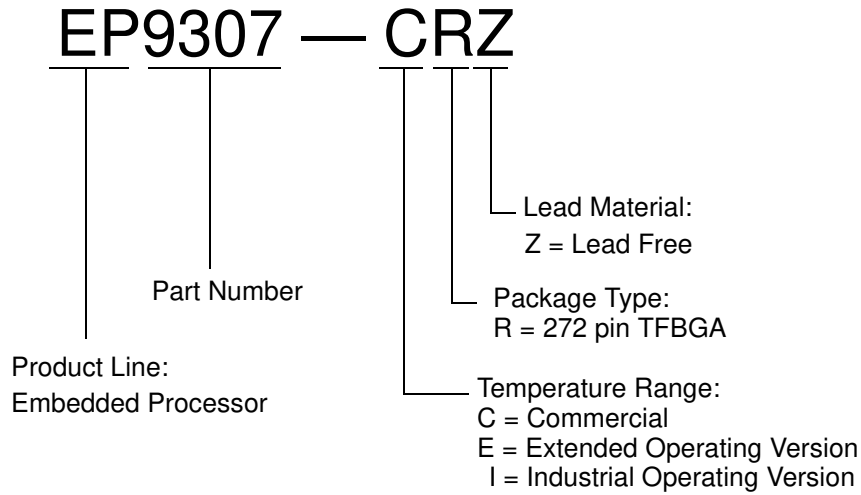 EP9307 — CRZ
Lead Material:
Z = Lead Free
Part Number
Package Type:
R = 272 pin TFBGA
Product Line:
Embedded Processor
Temperature Range:
C = Commercial
E = Extended Operating Version
I = Industrial Operating Version